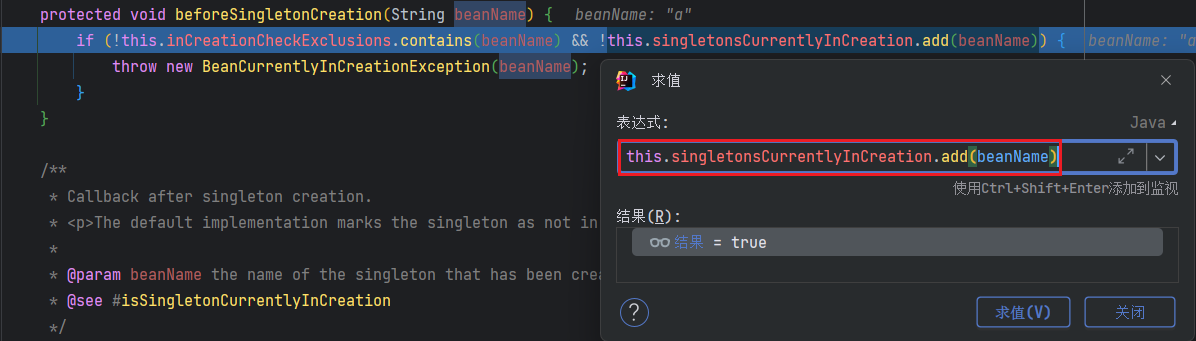 protected void beforeSingletonCreation(String beanName) {   beanName: "a"
if (!this.inCreationCheckExclusions.contains(beanName) && !this.singletonsCurrentlyInCreation.add(beanName)) {   beanName: "a
throw new BeanCurrentlyInCreationException(beanName);
}
}
/**
* Callback after singleton creation.
* <p>The default implementation marks the singleton as not in
*
* @param beanName the name of the singleton that has been crea
* @see #isSingletonCurrentlyInCreation
*/
求值
表达式:
Java
this.singletonsCurrentlyInCreation.add(beanName)
使用Ctrl+Shift+Enter添加到监视
结果(R):
结果 = true
?
求值(V)
关闭